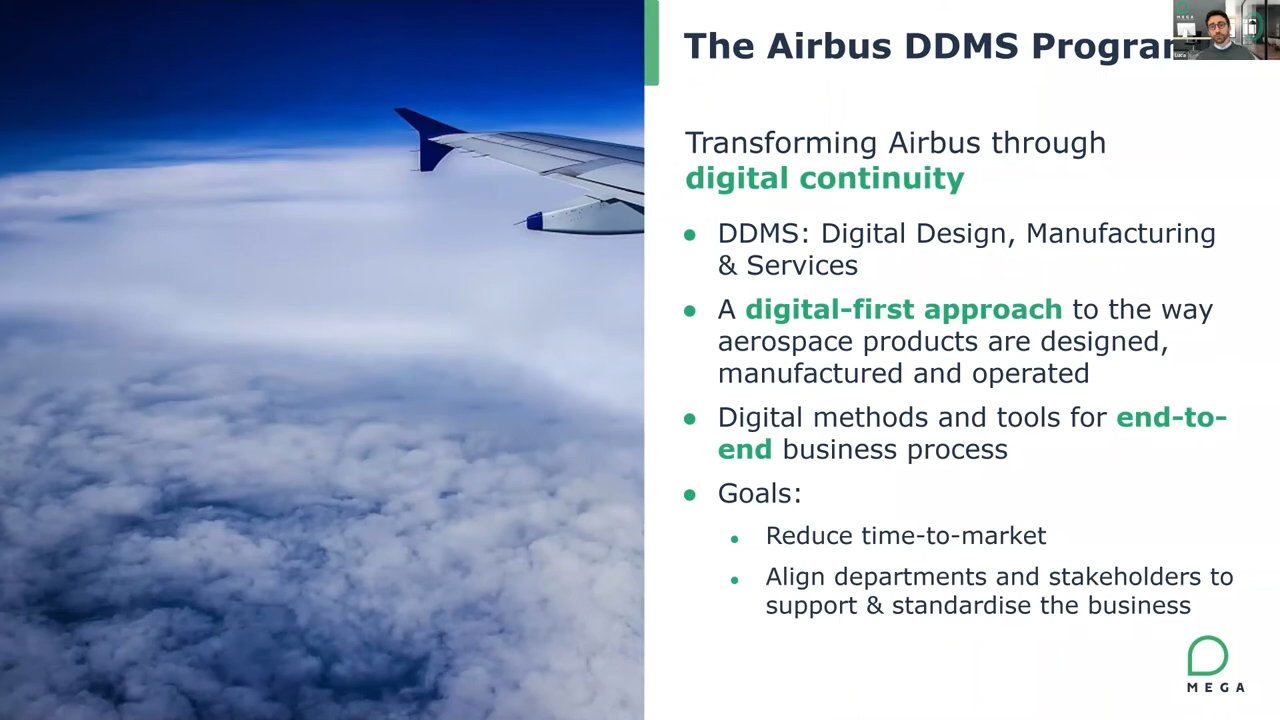 The Airbus DDMS Progra
Transforming Airbus through
digital continuity
DDMS: Digital Design, Manufacturing
& Services
A digital-first approach to the way
aerospace products are designed,
manufactured and operated
Digital methods and tools for end-to-
end business process
Goals:
Reduce time-to-market
Align departments and stakeholders to
support & standardise the business
MEGA
MEGA
Luca